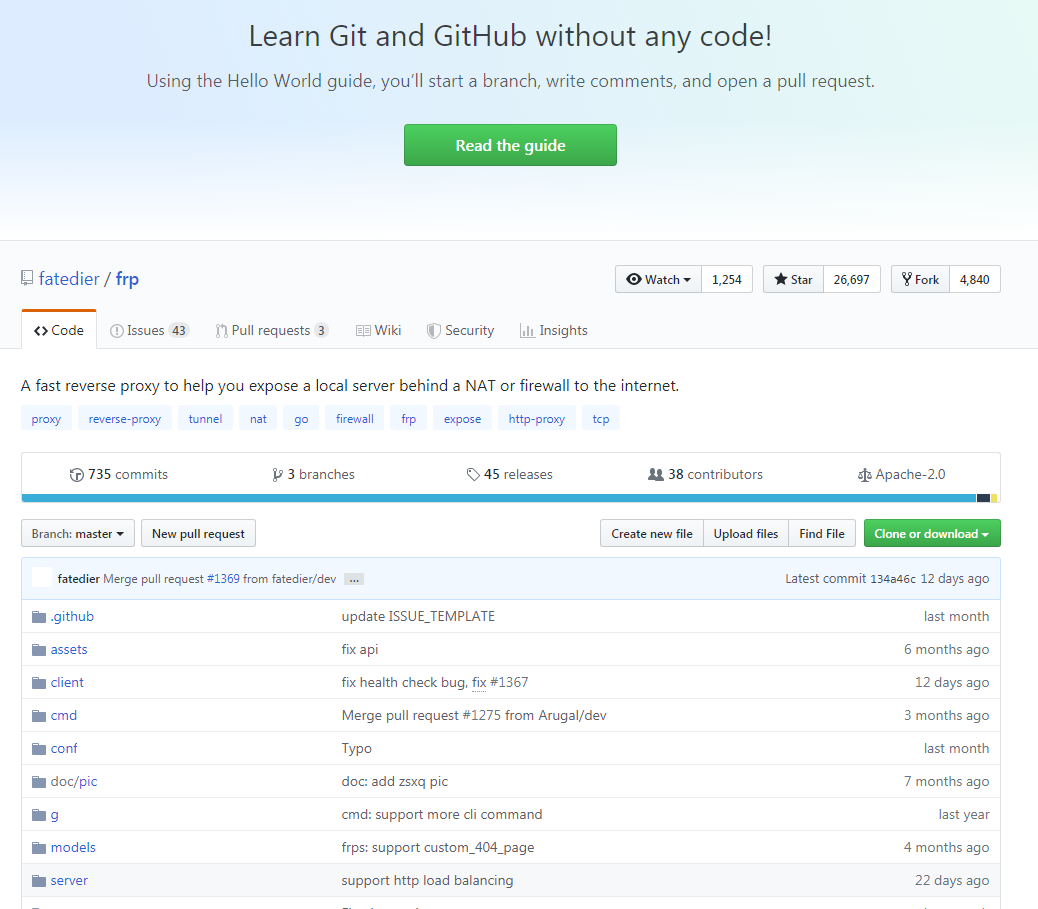 Learn Git and GitHub without any code!
Using the Hello World guide, you’ll start a branch, write comments, and open a pull request.
Read the guide
fatedier / frp
Watch 1,254 Star 26,697 Fork 4,840
Code Issues 43 Pull requests 3 Wiki Security Insights
A fast reverse proxy to help you expose a local server behind a NAT or firewall to the internet.
proxy reverse-proxy tunnel nat go firewall frp expose http-proxy tcp
735 commits 3 branches 45 releases 38 contributors Apache-2.0
Branch: master New pull request Create new file Upload files Find File Clone or download
fatedier Merge pull request #1369 from fatedier/dev ... Latest commit 134a46c 12 days ago
.github update ISSUE_TEMPLATE last month
assets fix api 6 months ago
client fix health check bug, fix #1367 12 days ago
cmd Merge pull request #1275 from Arugal/dev 3 months ago
conf Typo last month
doc/pic doc: add zsxq pic 7 months ago
g cmd: support more cli command last year
models frps: support custom_404_page 4 months ago
server support http load balancing 22 days ago